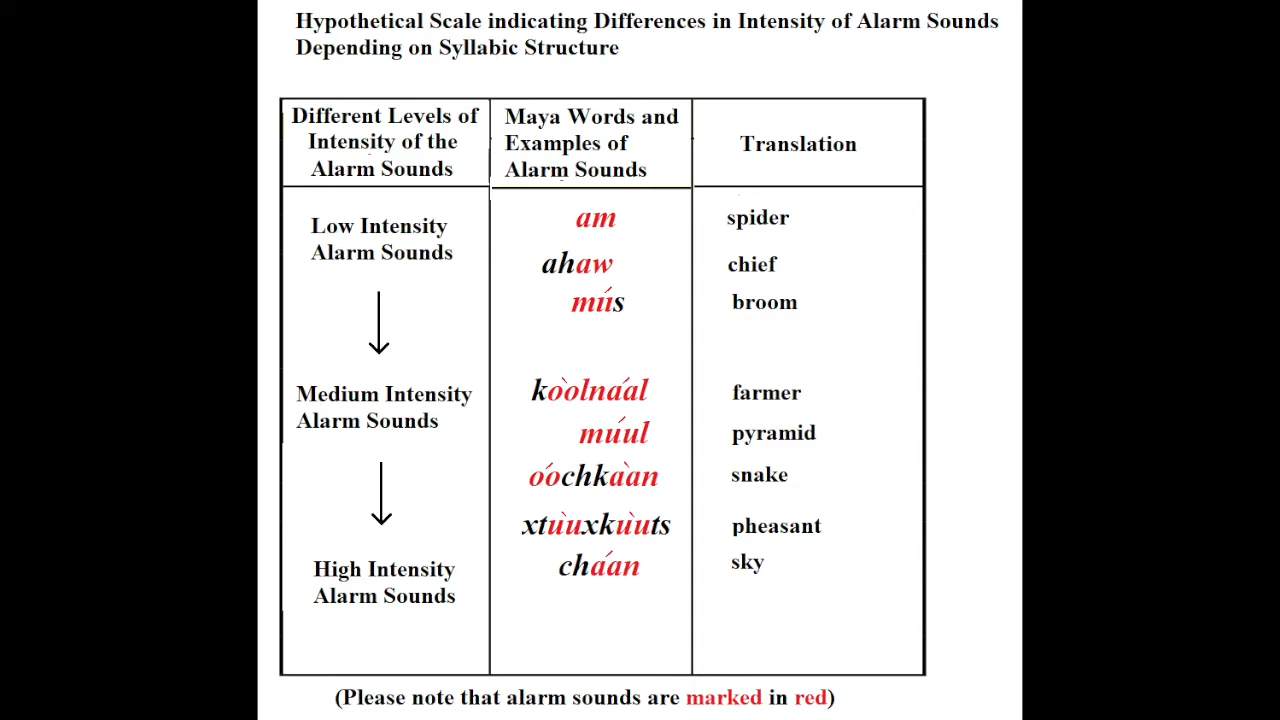 Hypothetical Scale indicating Differences in Intensity of Alarm Sounds
Depending on Syllabic Structure
Different Levels of
Intensity of the
Alarm Sounds
Maya Words and
Examples of
Alarm Sounds
Translation
Low Intensity
Alarm Sounds
am
spider
ahaw
chief
míis
broom
Medium Intensity
Alarm Sounds
kòolnáal
farmer
múul
pyramid
óochkàan
snake
xtùuxkùuts
pheasant
cháan
sky
High Intensity
Alarm Sounds
(Please note that alarm sounds are marked in red)